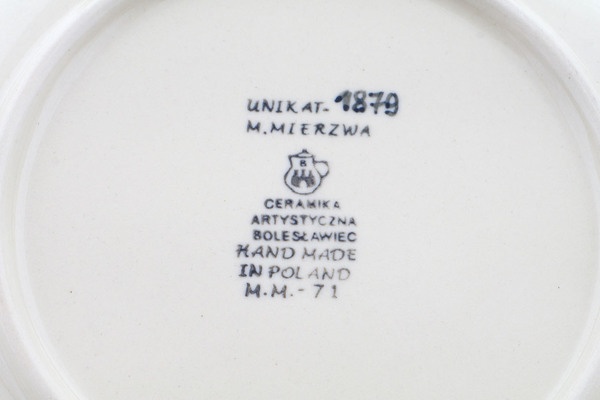 UNIKAT-1879
M.MIERZWA
B
CERAMIKA
ARTYSTYCZNA
BOLESŁAWIEC
HAND MADE
IN POLAND
M.M.-71